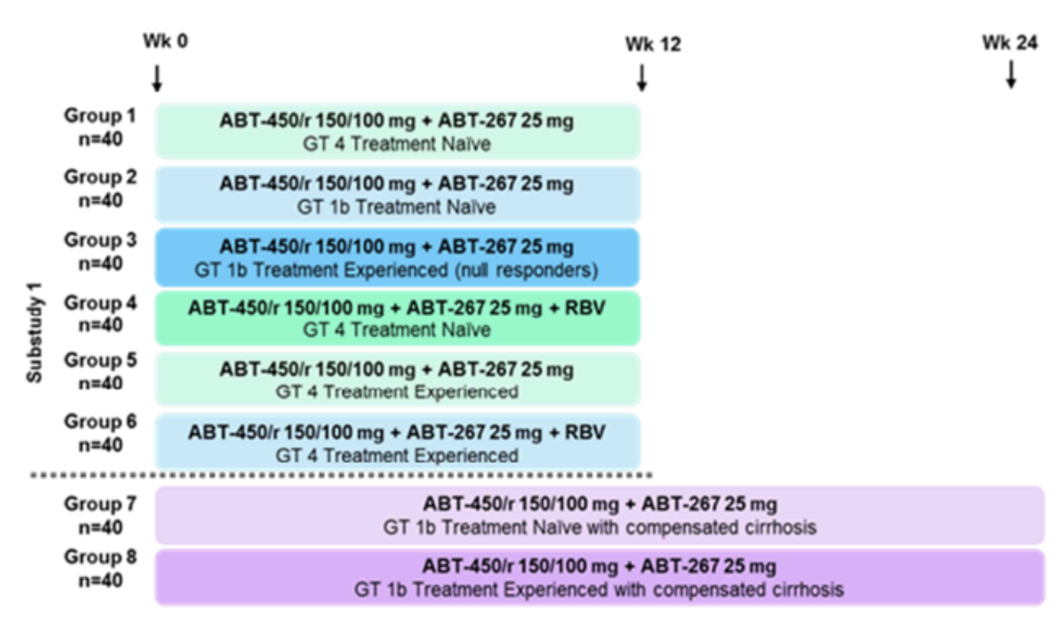 Wk 0
Wk 12
Wk 24
Substudy 1
Group 1
n=40
ABT-450/r 150/100 mg + ABT-267 25 mg
GT 4 Treatment Naïve
Group 2
n=40
ABT-450/r 150/100 mg + ABT-267 25 mg
GT 1b Treatment Naïve
Group 3
n=40
ABT-450/r 150/100 mg + ABT-267 25 mg
GT 1b Treatment Experienced (null responders)
Group 4
n=40
ABT-450/r 150/100 mg + ABT-267 25 mg + RBV
GT 4 Treatment Naïve
Group 5
n=40
ABT-450/r 150/100 mg + ABT-267 25 mg
GT 4 Treatment Experienced
Group 6
n=40
ABT-450/r 150/100 mg + ABT-267 25 mg + RBV
GT 4 Treatment Experienced
Group 7
n=40
ABT-450/r 150/100 mg + ABT-267 25 mg
GT 1b Treatment Naïve with compensated cirrhosis
Group 8
n=40
ABT-450/r 150/100 mg + ABT-267 25 mg
GT 1b Treatment Experienced with compensated cirrhosis